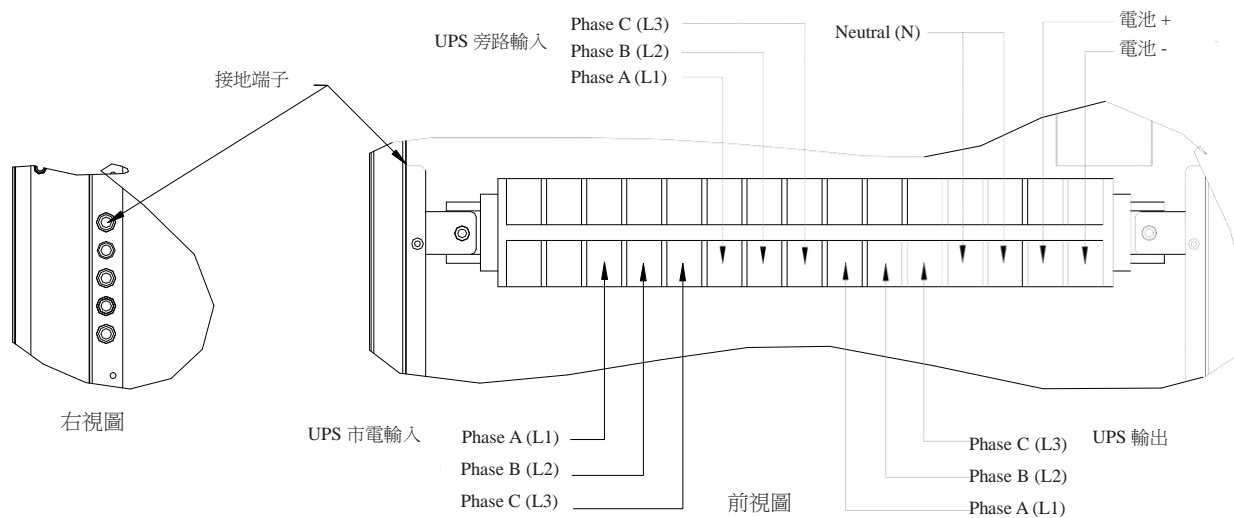 UPS 旁路輸入
Phase C (L3)
Phase B (L2)
Phase A (L1)
Neutral (N)
電池 +
電池 -
接地端子
右視圖
UPS 市電輸入
Phase A (L1)
Phase B (L2)
Phase C (L3)
前視圖
Phase C (L3)
Phase B (L2)
Phase A (L1)
UPS 輸出